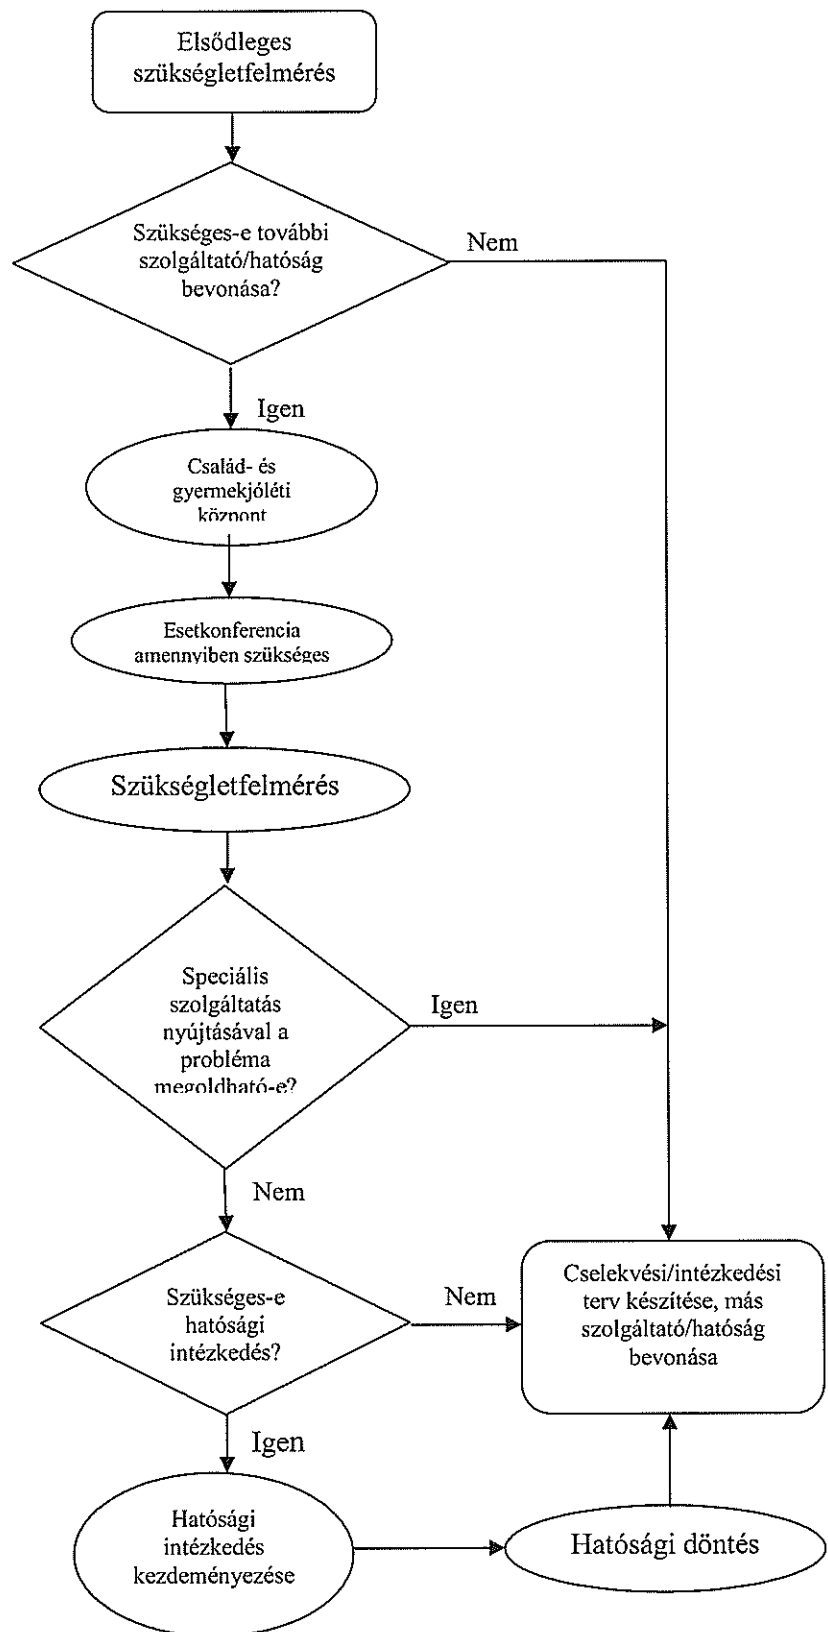 Elsődleges
szükségletfelmérés
Szükséges-e további
szolgáltató/hatóság
bevonása?
Nem
Igen
Család- és
gyermekjóléti
központ
Esetkonferencia
amennyiben szükséges
Szükségletfelmérés
Speciális
szolgáltatás
nyújtásával a
probléma
megoldható-e?
Igen
Nem
Szükséges-e
hatósági
intézkedés?
Nem
Cselekvési/intézkedési
terv készítése, más
szolgáltató/hatóság
bevonása
Igen
Hatósági
intézkedés
kezdeményezése
Hatósági döntés